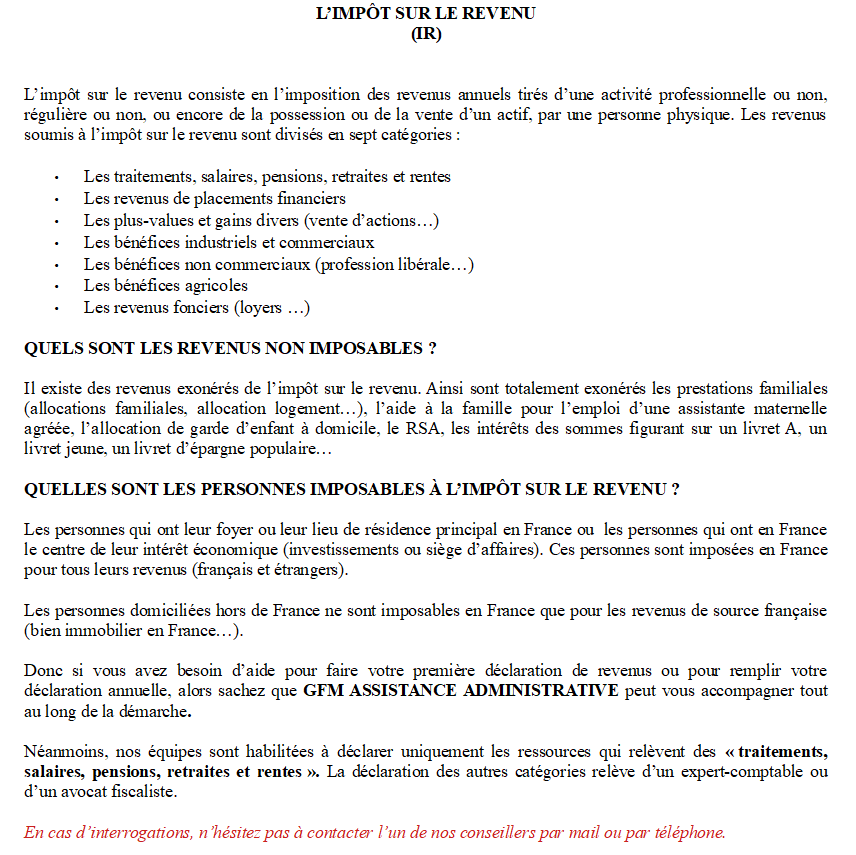 L’IMPÔT SUR LE REVENU
(IR)
L’impôt sur le revenu consiste en l’imposition des revenus annuels tirés d’une activité professionnelle ou non,
régulière ou non, ou encore de la possession ou de la vente d’un actif, par une personne physique. Les revenus
soumis à l’impôt sur le revenu sont divisés en sept catégories :
• Les traitements, salaires, pensions, retraites et rentes
• Les revenus de placements financiers
• Les plus-values et gains divers (vente d’actions…)
• Les bénéfices industriels et commerciaux
• Les bénéfices non commerciaux (profession libérale…)
• Les bénéfices agricoles
• Les revenus fonciers (loyers …)
QUELS SONT LES REVENUS NON IMPOSABLES ?
Il existe des revenus exonérés de l’impôt sur le revenu. Ainsi sont totalement exonérés les prestations familiales
(allocations familiales, allocation logement…), l’aide à la famille pour l’emploi d’une assistante maternelle
agréée, l’allocation de garde d’enfant à domicile, le RSA, les intérêts des sommes figurant sur un livret A, un
livret jeune, un livret d’épargne populaire…
QUELLES SONT LES PERSONNES IMPOSABLES À L’IMPÔT SUR LE REVENU ?
Les personnes qui ont leur foyer ou leur lieu de résidence principal en France ou les personnes qui ont en France
le centre de leur intérêt économique (investissements ou siège d’affaires). Ces personnes sont imposées en France
pour tous leurs revenus (français et étrangers).
Les personnes domiciliées hors de France ne sont imposables en France que pour les revenus de source française
(bien immobilier en France…).
Donc si vous avez besoin d’aide pour faire votre première déclaration de revenus ou pour remplir votre
déclaration annuelle, alors sachez que GFM ASSISTANCE ADMINISTRATIVE peut vous accompagner tout
au long de la démarche.
Néanmoins, nos équipes sont habilitées à déclarer uniquement les ressources qui relèvent des « traitements,
salaires, pensions, retraites et rentes ». La déclaration des autres catégories relève d’un expert-comptable ou
d’un avocat fiscaliste.
En cas d’interrogations, n’hésitez pas à contacter l’un de nos conseillers par mail ou par téléphone.